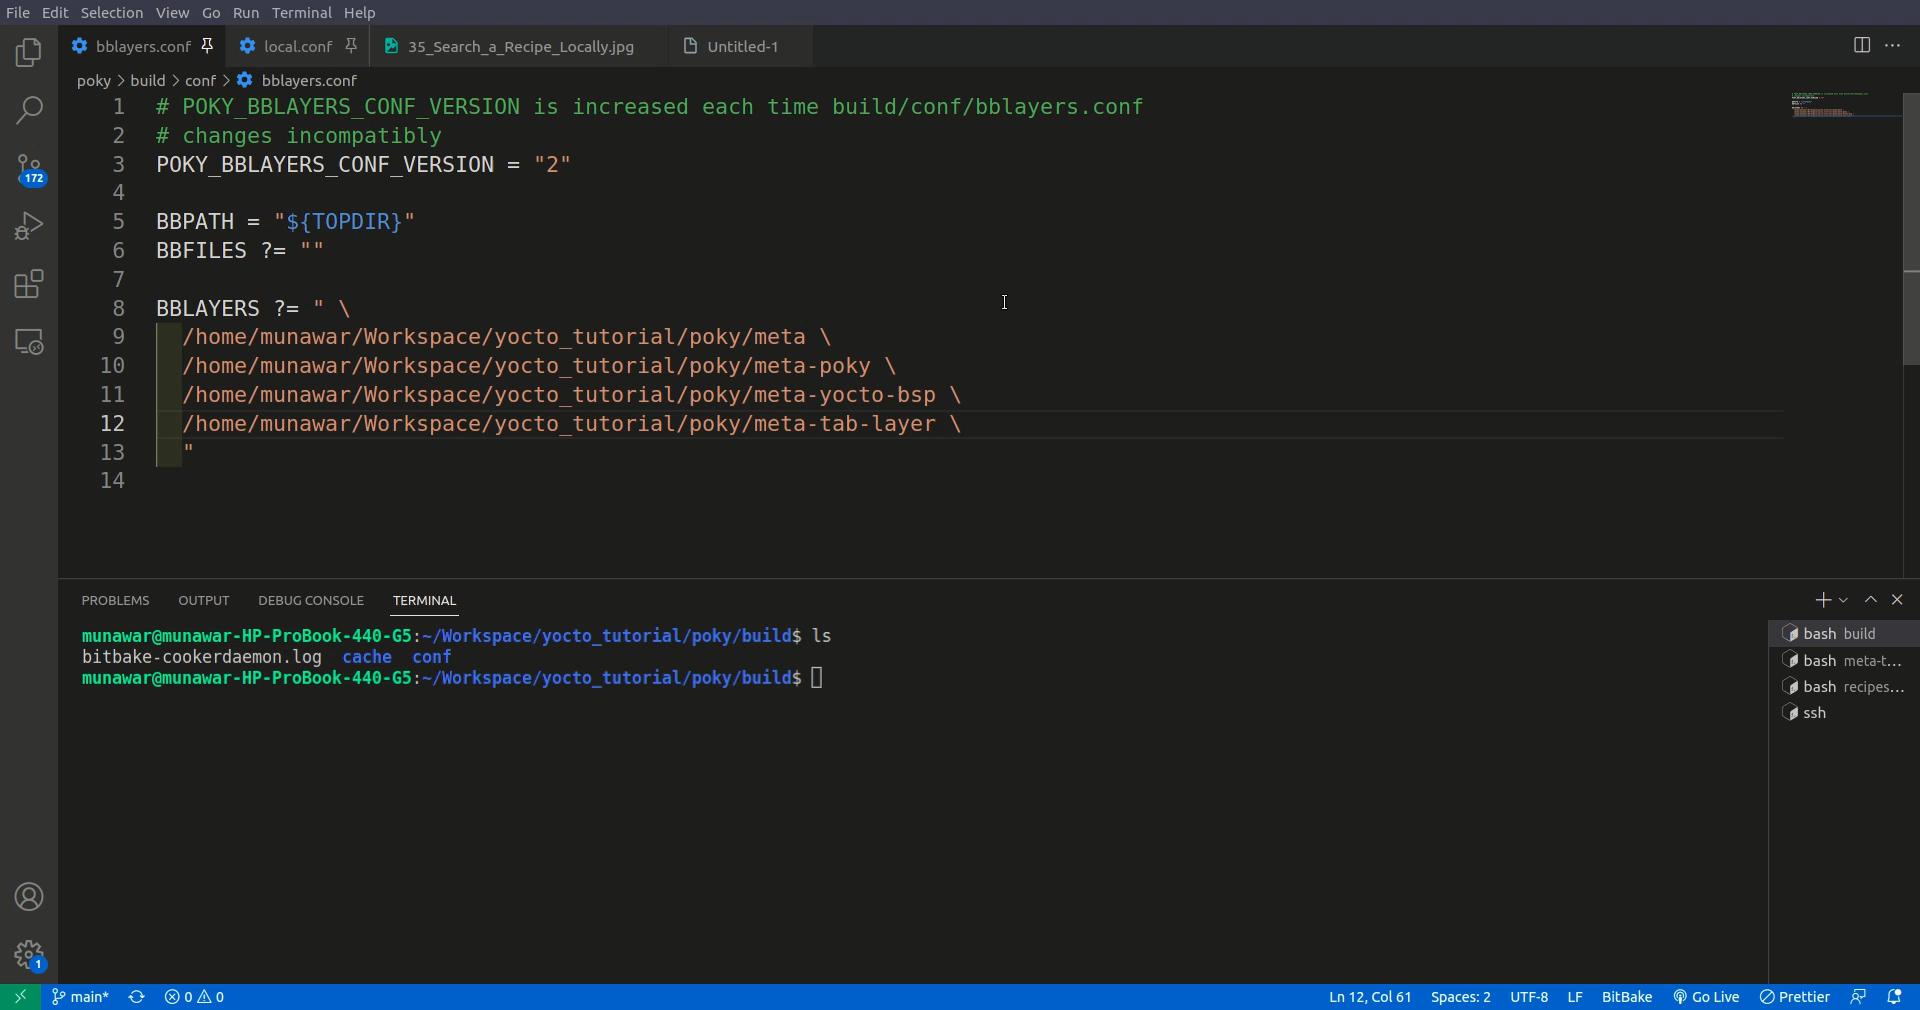 File Edit Selection View Go Run Terminal Help
bblayers.conf local.conf 35_Search_a_Recipe_Locally.jpg Untitled-1 ···
poky > build > conf > bblayers.conf
1 # POKY_BBLAYERS_CONF_VERSION is increased each time build/conf/bblayers.conf
2 # changes incompatibly
3 POKY_BBLAYERS_CONF_VERSION = "2"
4
5 BBPATH = "${TOPDIR}"
6 BBFILES ?= ""
7
8 BBLAYERS ?= " \
9 /home/munawar/Workspace/yocto_tutorial/poky/meta \
10 /home/munawar/Workspace/yocto_tutorial/poky/meta-poky \
11 /home/munawar/Workspace/yocto_tutorial/poky/meta-yocto-bsp \
12 /home/munawar/Workspace/yocto_tutorial/poky/meta-tab-layer \
13 "
14
172
PROBLEMS OUTPUT DEBUG CONSOLE TERMINAL
munawar@munawar-HP-ProBook-440-G5:~/Workspace/yocto_tutorial/poky/build$ ls
bitbake-cookerdaemon.log cache conf
munawar@munawar-HP-ProBook-440-G5:~/Workspace/yocto_tutorial/poky/build$
bash build
bash meta-t...
bash recipes...
ssh
1
main* 0 0 Ln 12, Col 61 Spaces: 2 UTF-8 LF BitBake Go Live Prettier